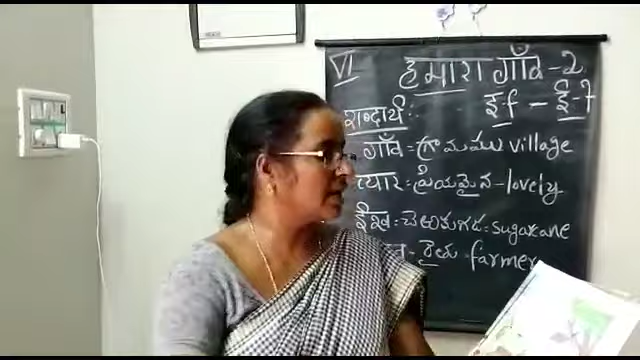 VI हमारा गाँव - 2
शब्दार्थ:- इ-f - ई-f
गाँव = గ్రామము village
प्यार = ప్రియమైన - lovely
ईख = చెఱుకుగడ = sugarcane
రైతు - farmer